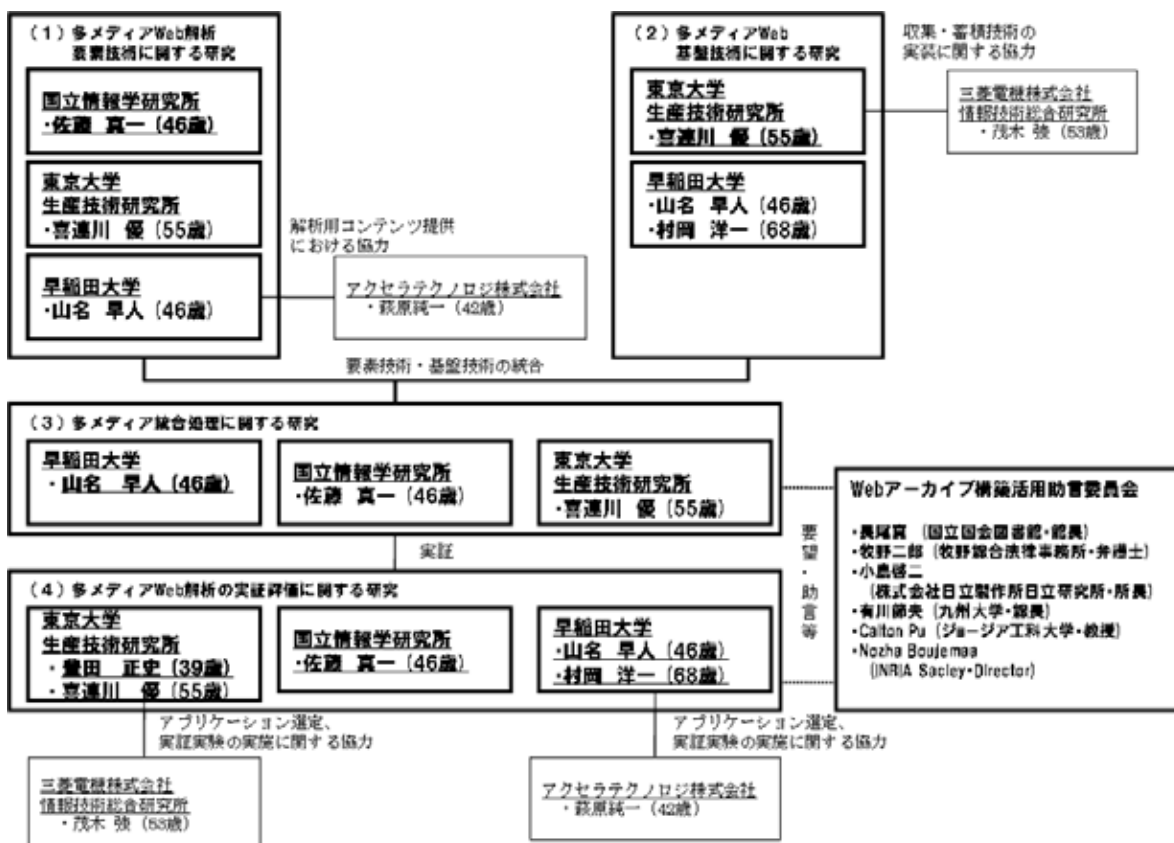 (1)多メディアWeb解析
要素技術に関する研究
国立情報学研究所
・佐藤 真一(46歳)
東京大学
生産技術研究所
・喜連川 優(55歳)
早稲田大学
・山名 早人(46歳)
解析用コンテンツ提供
における協力
アクセラテクノロジ株式会社
・萩原純一(42歳)
(2)多メディアWeb
基盤技術に関する研究
東京大学
生産技術研究所
・喜連川 優(55歳)
早稲田大学
・山名 早人(46歳)
・村岡 洋一(68歳)
収集・蓄積技術の
実装に関する協力
三菱電機株式会社
情報技術総合研究所
・茂木 強(53歳)
要素技術・基盤技術の統合
(3)多メディア統合処理に関する研究
早稲田大学
・山名 早人(46歳)
国立情報学研究所
・佐藤 真一(46歳)
東京大学
生産技術研究所
・喜連川 優(55歳)
実証
(4)多メディアWeb解析の実証評価に関する研究
東京大学
生産技術研究所
・豊田 正史(39歳)
・喜連川 優(55歳)
国立情報学研究所
・佐藤 真一(46歳)
早稲田大学
・山名 早人(46歳)
・村岡 洋一(68歳)
要望・助言等
Webアーカイブ構築活用助言委員会
・長尾真(国立国会図書館・館長)
・牧野二郎(牧野総合法律事務所・弁護士)
・小島啓二
(株式会社日立製作所日立研究所・所長)
・有川節夫(九州大学・総長)
・Calton Pu(ジョージア工科大学・教授)
・Nozha Boujemaa
(INRIA Saclay・Director)
アプリケーション選定、
実証実験の実施に関する協力
三菱電機株式会社
情報技術総合研究所
・茂木 強(53歳)
アプリケーション選定、
実証実験の実施に関する協力
アクセラテクノロジ株式会社
・萩原純一(42歳)